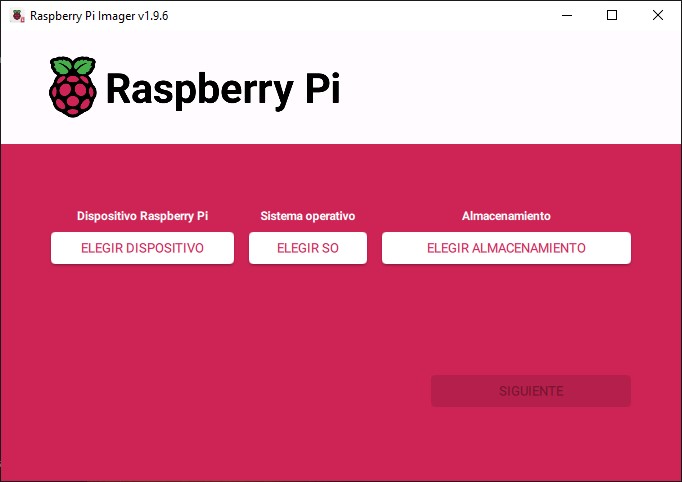 Raspberry Pi Imager v1.9.6
Raspberry Pi
Dispositivo Raspberry Pi
Sistema operativo
Almacenamiento
ELEGIR DISPOSITIVO
ELEGIR SO
ELEGIR ALMACENAMIENTO
SIGUIENTE